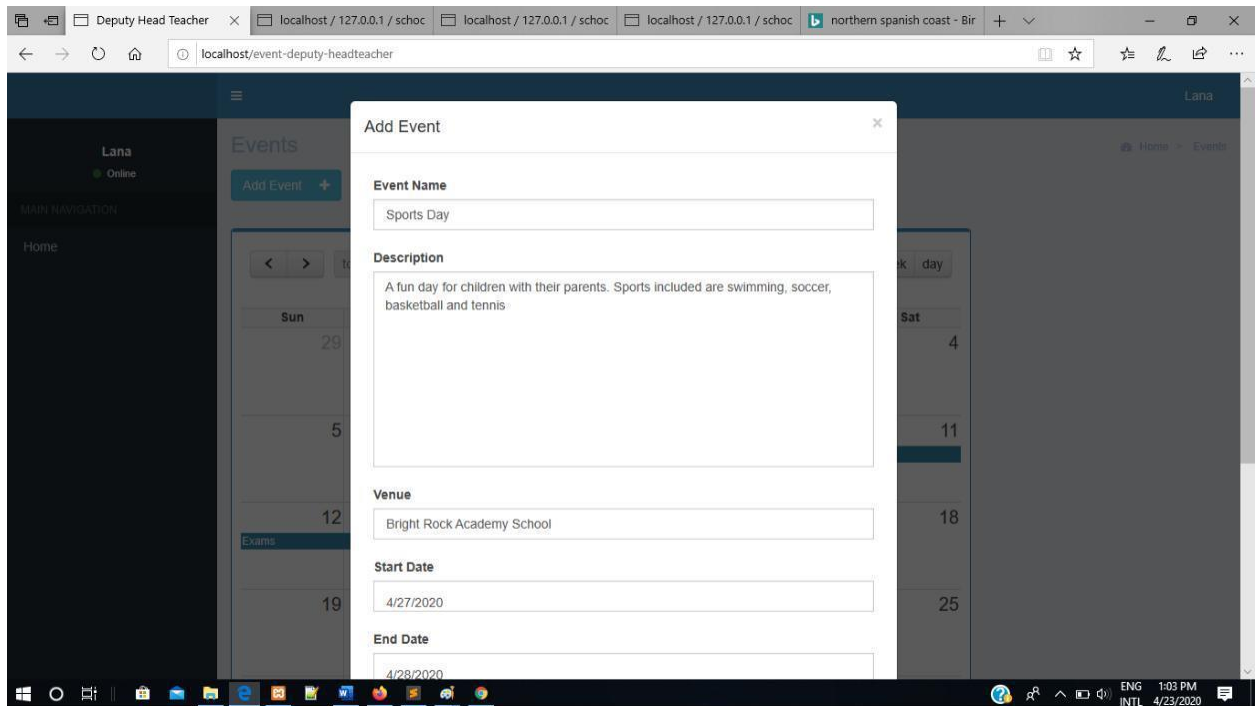 Deputy Head Teacher
localhost / 127.0.0.1 / schoc
localhost / 127.0.0.1 / schoc
localhost / 127.0.0.1 / schoc
northern spanish coast - Bir
localhost/event-deputy-headteacher
Lana
Lana
Online
MAIN NAVIGATION
Home
Events
Home > Events
Add Event
day
Sun
Sat
29
4
5
11
12
18
Exams
19
25
Add Event
Event Name
Sports Day
Description
A fun day for children with their parents. Sports included are swimming, soccer,
basketball and tennis
Venue
Bright Rock Academy School
Start Date
4/27/2020
End Date
4/28/2020
ENG
INTL
1:03 PM
4/23/2020